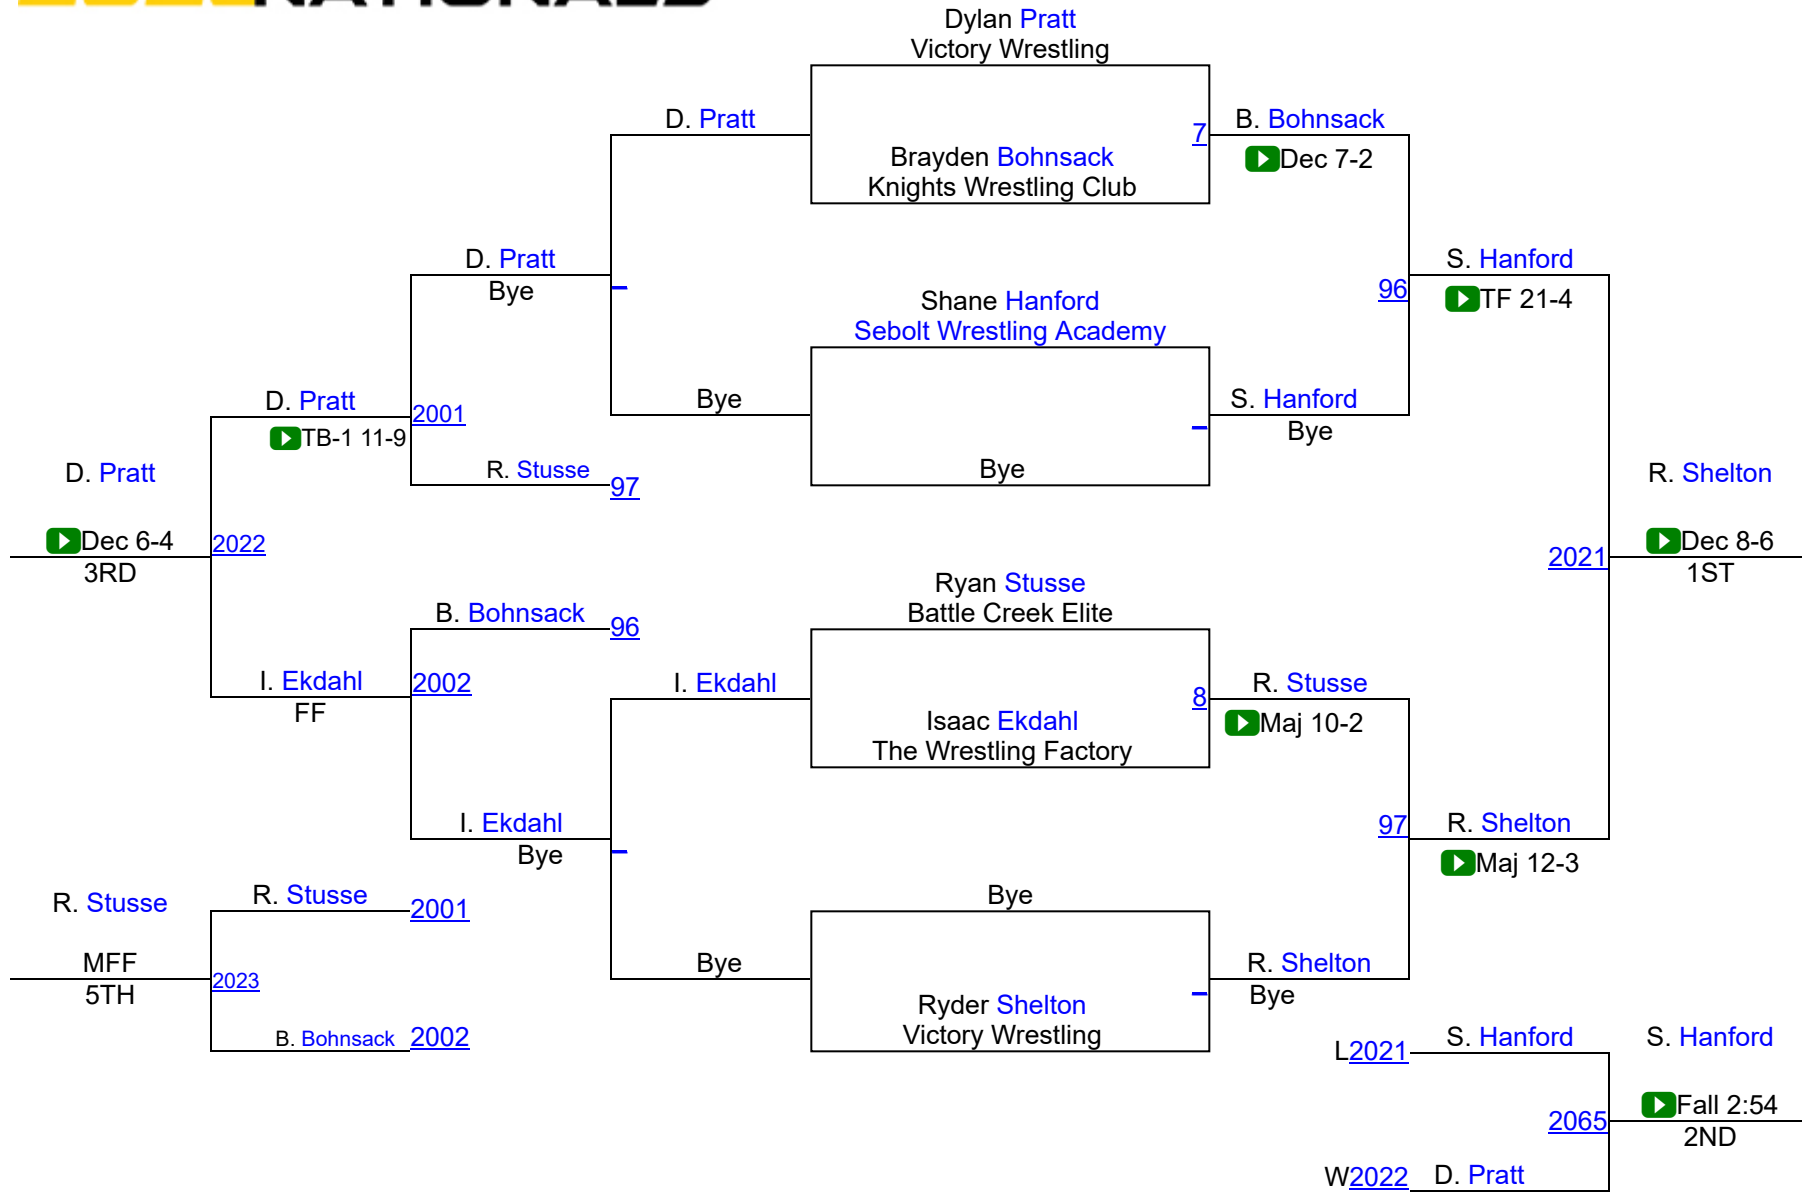 NATIONALS
Dylan Pratt
Victory Wrestling
D. Pratt
7
B. Bohnsack
Dec 7-2
Brayden Bohnsack
Knights Wrestling Club
D. Pratt
Bye
S. Hanford
TF 21-4
96
Shane Hanford
Sebolt Wrestling Academy
D. Pratt
TB-1 11-9
2001
Bye
S. Hanford
Bye
R. Stusse
97
Bye
D. Pratt
Dec 6-4
3RD
2022
R. Shelton
Dec 8-6
1ST
2021
Ryan Stusse
Battle Creek Elite
B. Bohnsack
96
I. Ekdahl
FF
2002
I. Ekdahl
8
R. Stusse
Maj 10-2
Isaac Ekdahl
The Wrestling Factory
I. Ekdahl
Bye
97
R. Shelton
Maj 12-3
Bye
R. Stusse
MFF
5TH
R. Stusse
2001
2023
B. Bohnsack
2002
Bye
R. Shelton
Bye
Ryder Shelton
Victory Wrestling
L2021
S. Hanford
S. Hanford
Fall 2:54
2ND
2065
W2022
D. Pratt